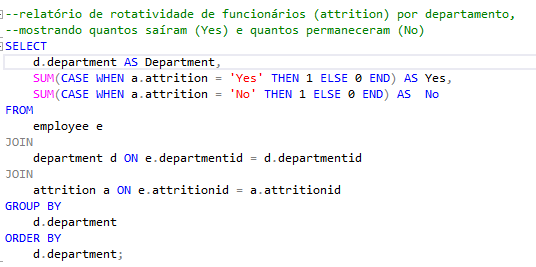 --relatório de rotatividade de funcionários (attrition) por departamento,
--mostrando quantos saíram (Yes) e quantos permaneceram (No)
SELECT
    d.department AS Department,
    SUM(CASE WHEN a.attrition = 'Yes' THEN 1 ELSE 0 END) AS Yes,
    SUM(CASE WHEN a.attrition = 'No' THEN 1 ELSE 0 END) AS  No
FROM
    employee e
JOIN
    department d ON e.departmentid = d.departmentid
JOIN
    attrition a ON e.attritionid = a.attritionid
GROUP BY
    d.department
ORDER BY
    d.department;